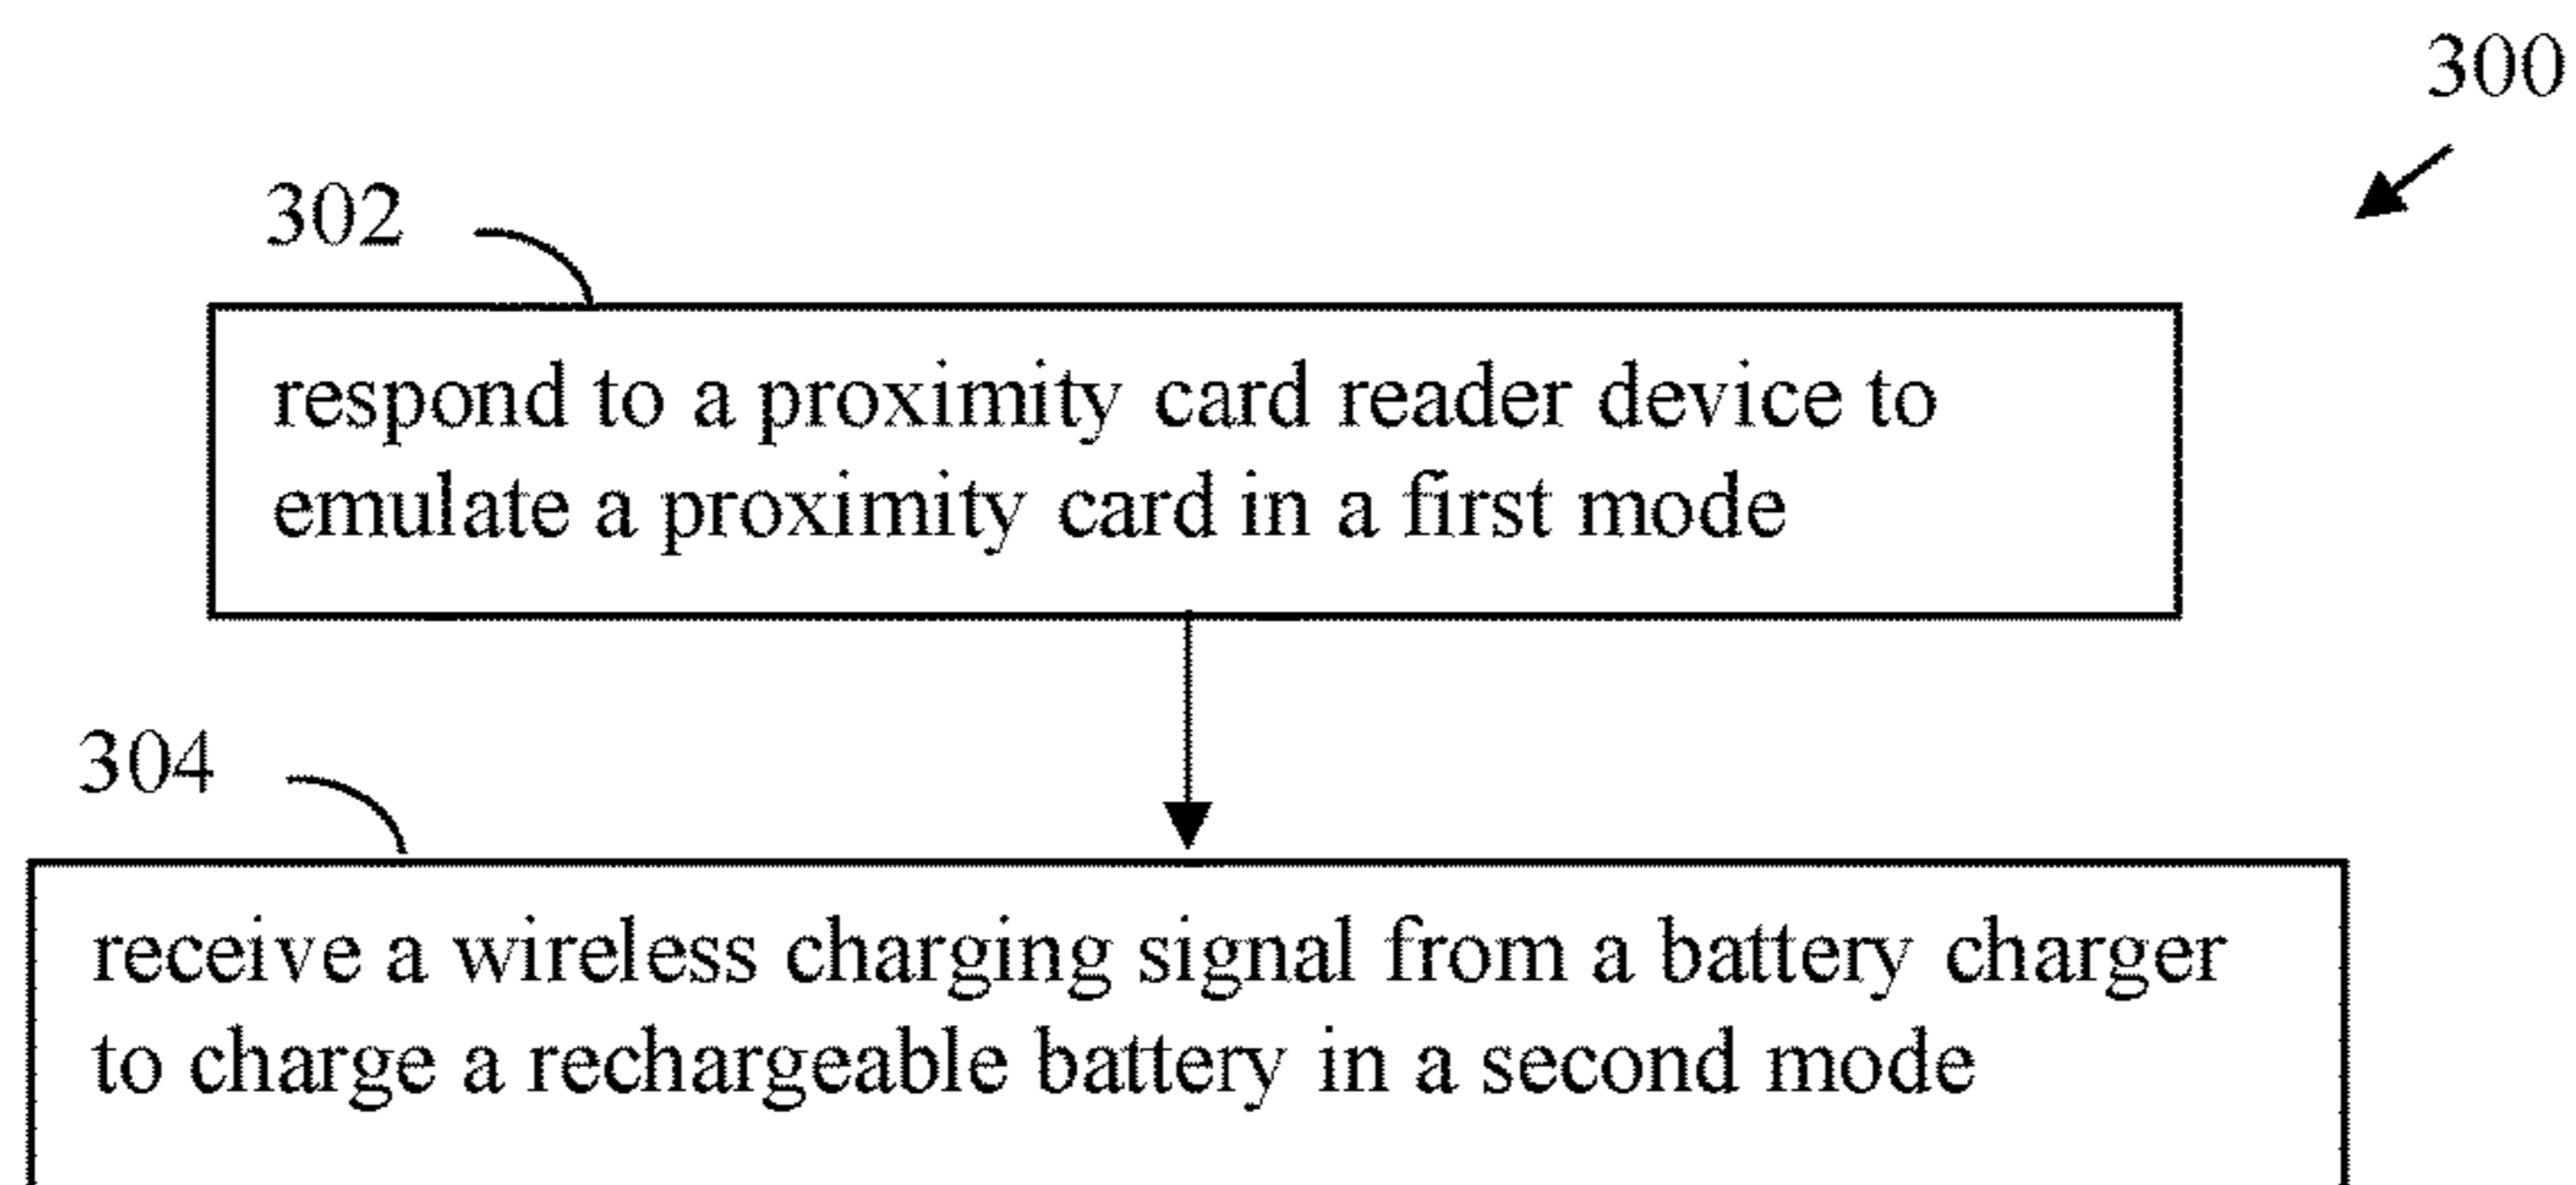 300
302
respond to a proximity card reader device to
emulate a proximity card in a first mode
304
receive a wireless charging signal from a battery charger
to charge a rechargeable battery in a second mode